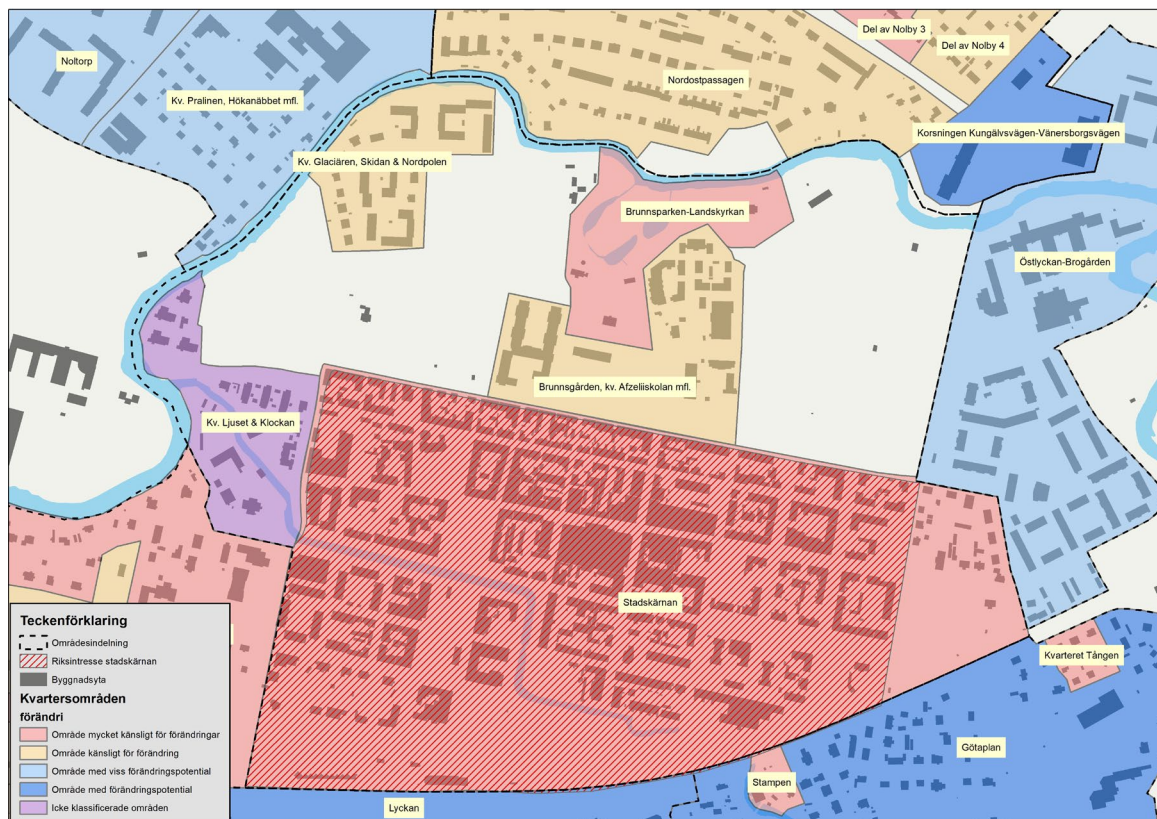 Del av Nolby 3
Del av Nolby 4
Noltorp
Nordostpassagen
Kv. Pralinen, Hökanäbbet mfl.
Korsningen Kungälvsvägen-Vänersborgsvägen
Kv. Glaciären, Skidan & Nordpolen
Brunnsparken-Landskyrkan
Östlyckan-Brogården
Brunnsgården, kv. Afzeliiskolan mfl.
Kv. Ljuset & Klockan
Stadskärnan
Kvarteret Tången
Götaplan
Stampen
Lyckan
Teckenförklaring
Områdesindelning
Riksintresse stadskärnan
Byggnadsyta
Kvartersområden
förändri
Område mycket känsligt för förändringar
Område känsligt för förändring
Område med viss förändringspotential
Område med förändringspotential
Icke klassificerade områden